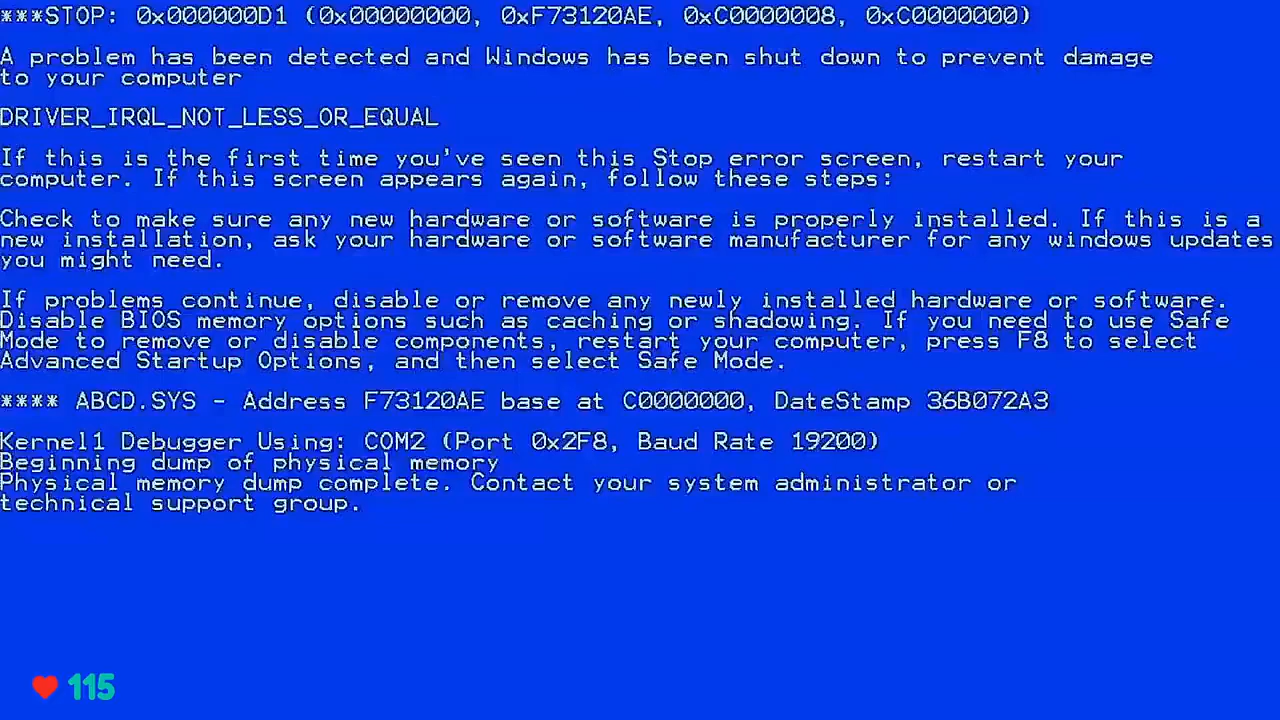 ***STOP: 0x000000D1 (0x00000000, 0xF73120AE, 0xC0000008, 0xC0000000)
A problem has been detected and Windows has been shut down to prevent damage
to your computer
DRIVER_IRQL_NOT_LESS_OR_EQUAL
If this is the first time you've seen this Stop error screen, restart your
computer. If this screen appears again, follow these steps:
Check to make sure any new hardware or software is properly installed. If this is a
new installation, ask your hardware or software manufacturer for any windows updates
you might need.
If problems continue, disable or remove any newly installed hardware or software.
Disable BIOS memory options such as caching or shadowing. If you need to use Safe
Mode to remove or disable components, restart your computer, press F8 to select
Advanced Startup Options, and then select Safe Mode.
**** ABCD.SYS - Address F73120AE base at C0000000, DateStamp 36B072A3
Kernel1 Debugger Using: COM2 (Port 0x2F8, Baud Rate 19200)
Beginning dump of physical memory
Physical memory dump complete. Contact your system administrator or
technical support group.
115